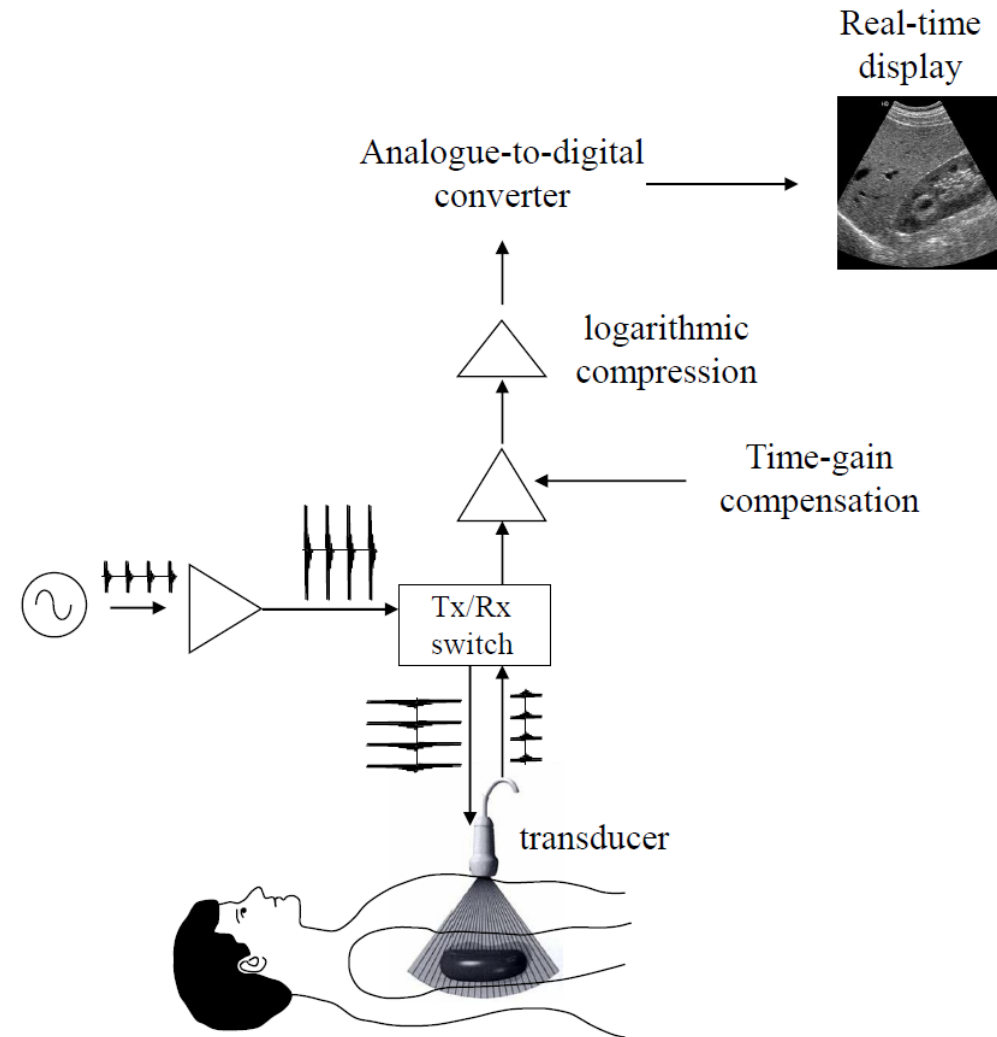 Real-time
display
Analogue-to-digital
converter
logarithmic
compression
Time-gain
compensation
Tx/Rx
switch
transducer